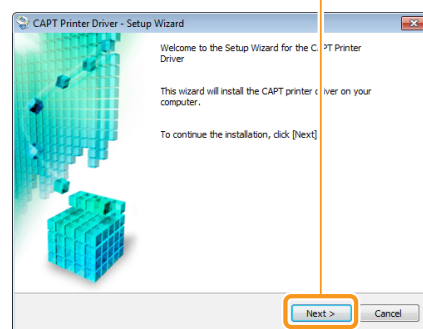 CAPT Printer Driver - Setup Wizard
Welcome to the Setup Wizard for the CAPT Printer
Driver
This wizard will install the CAPT printer driver on your
computer.
To continue the installation, click [Next]
Next >
Cancel